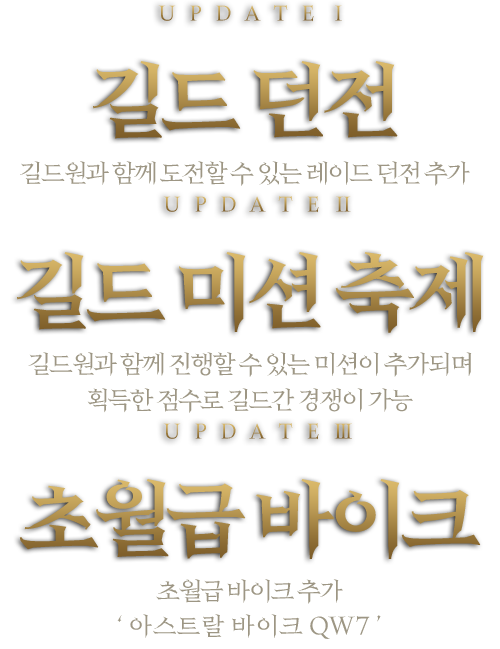 UPDATE Ⅰ
길드 던전
길드원과 함께 도전할 수 있는 레이드 던전 추가
UPDATE Ⅱ
길드 미션 축제
길드원과 함께 진행할 수 있는 미션이 추가되며
획득한 점수로 길드간 경쟁이 가능
UPDATE Ⅲ
초월급 바이크
초월급 바이크 추가
‘ 아스트랄 바이크 QW7 ’